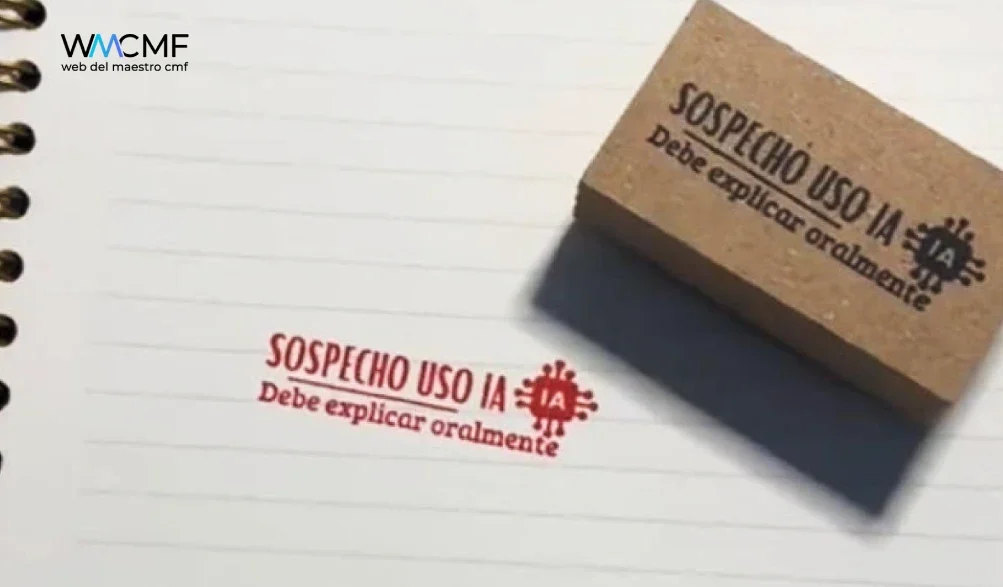 WMCMF
web del maestro cmf
SOSPECHO USO IA
Debe explicar oralmente
IA
SOSPECHO USO IA
Debe explicar oralmente
IA